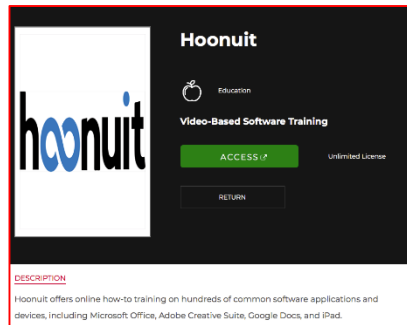 Hoonuit
Education
hoonuit
Video-Based Software Training
ACCESS
Unlimited License
RETURN
DESCRIPTION
Hoonuit offers online how-to training on hundreds of common software applications and
devices, including Microsoft Office, Adobe Creative Suite, Google Docs, and iPad.